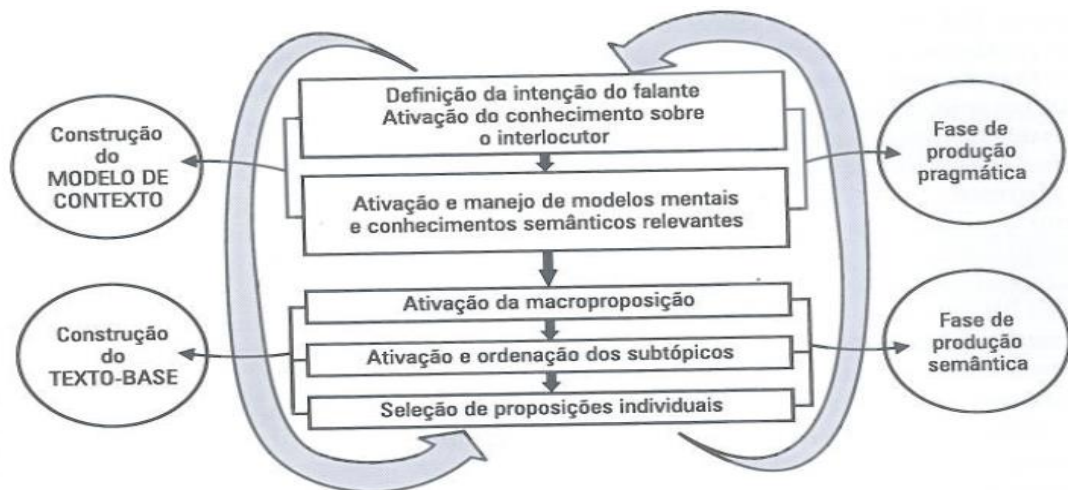 Definição da intenção do falante
Ativação do conhecimento sobre
o interlocutor
Construção
do
MODELO DE
CONTEXTO
Fase de
produção
pragmática
Ativação e manejo de modelos mentais
e conhecimentos semânticos relevantes
Ativação da macroproposição
Construção
do
TEXTO-BASE
Ativação e ordenação dos subtópicos
Fase de
produção
semântica
Seleção de proposições individuais